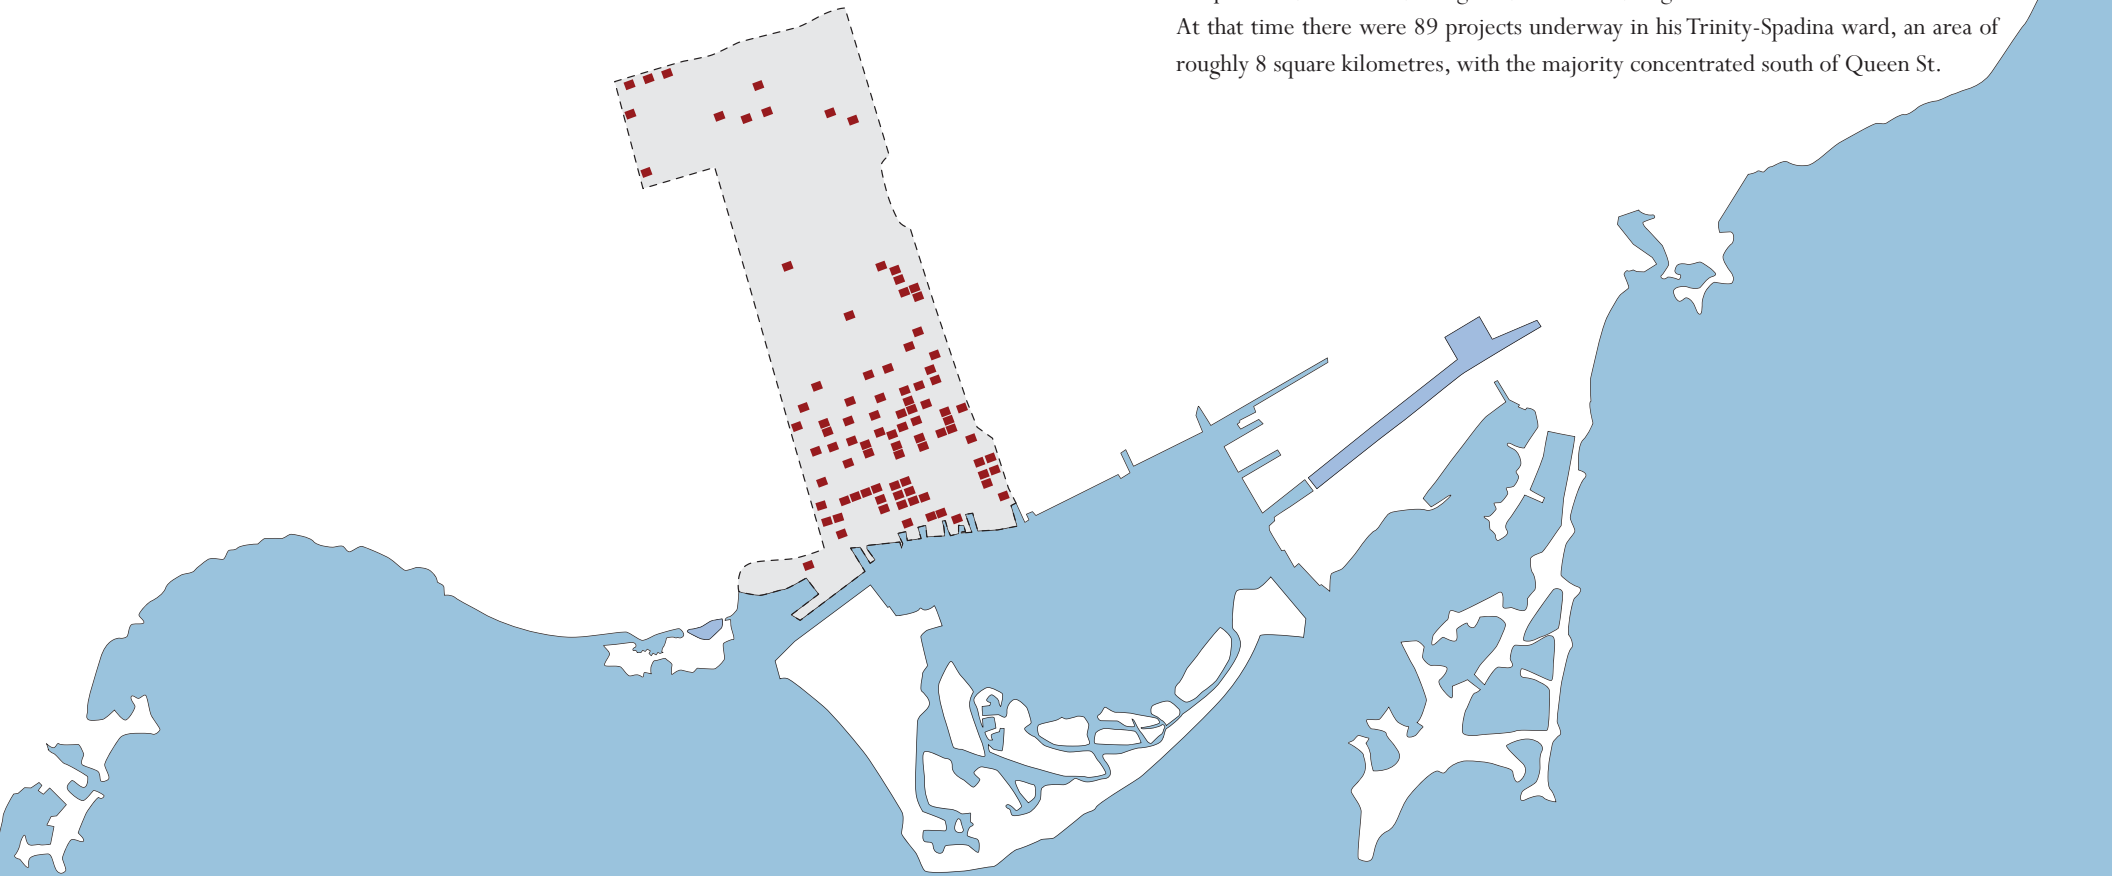 At that time there were 89 projects underway in his Trinity-Spadina ward, an area of
roughly 8 square kilometres, with the majority concentrated south of Queen St.